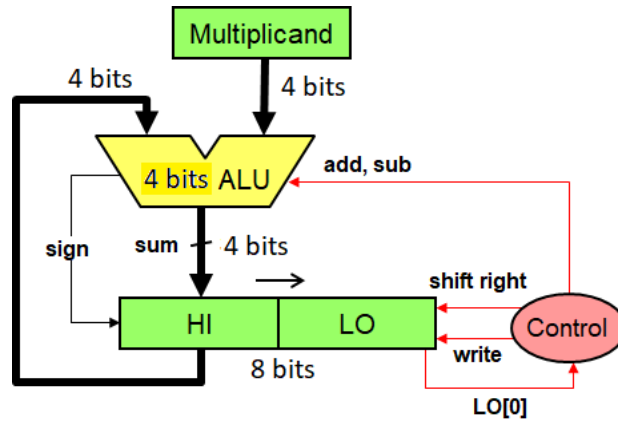 Multiplicand
4 bits
4 bits
4 bits ALU
add, sub
sign
sum
4 bits
shift right
HI
LO
Control
write
8 bits
LO[0]